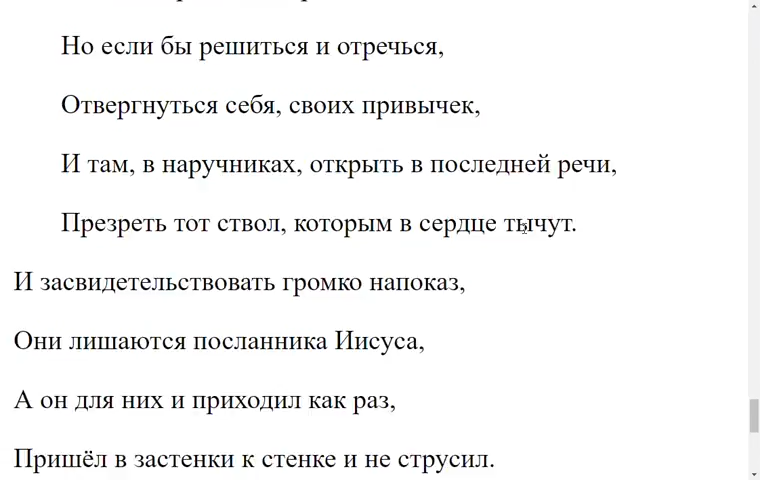 Но если бы решиться и отречься,
Отвергнуться себя, своих привычек,
И там, в наручниках, открыть в последней речи,
Презреть тот ствол, которым в сердце тычут.
И засвидетельствовать громко напоказ,
Они лишаются посланника Иисуса,
А он для них и приходил как раз,
Пришёл в застенки к стенке и не струсил.